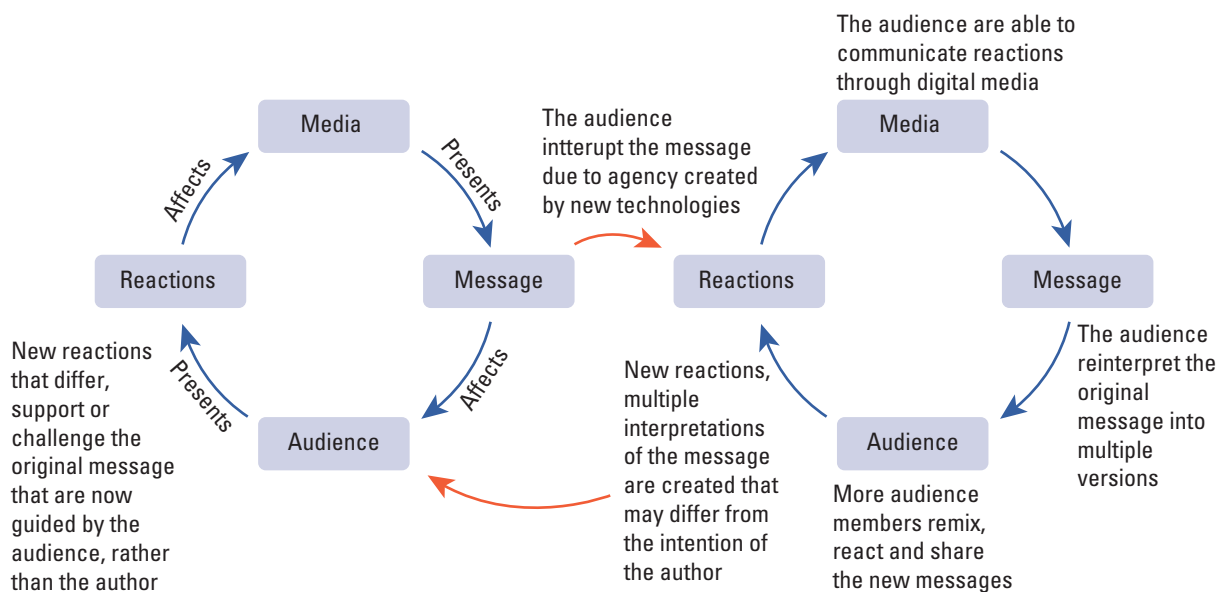 The audience are able to
communicate reactions
through digital media
Media
Affects
Presents
Reactions
Message
Presents
Affects
Audience
New reactions
that differ,
support or
challenge the
original message
that are now
guided by the
audience, rather
than the author
The audience
intterupt the message
due to agency created
by new technologies
Media
Reactions
Message
Audience
The audience
reinterpret the
original
message into
multiple
versions
More audience
members remix,
react and share
the new messages
New reactions,
multiple
interpretations
of the message
are created that
may differ from
the intention of
the author